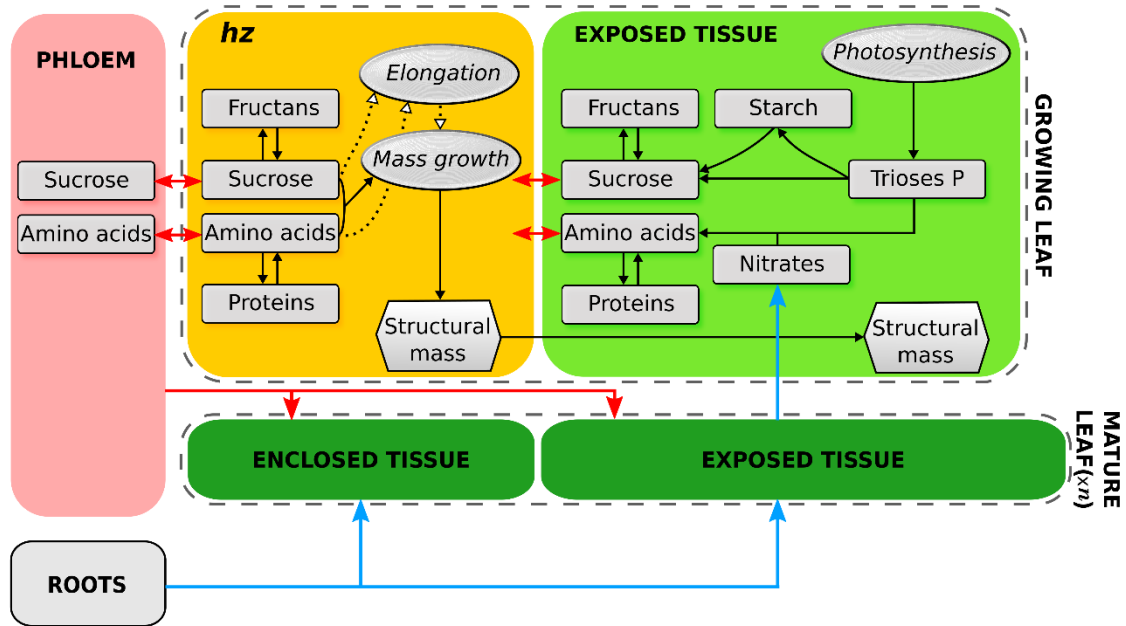 PHLOEM
Sucrose
Amino acids
hz
Elongation
Fructans
Mass growth
Sucrose
Amino acids
Proteins
Structural
mass
EXPOSED TISSUE
Photosynthesis
Fructans
Starch
Sucrose
Trioses P
Amino acids
Nitrates
Proteins
Structural
mass
GROWING LEAF
ENCLOSED TISSUE
EXPOSED TISSUE
MATURE
LEAF(×n)
ROOTS